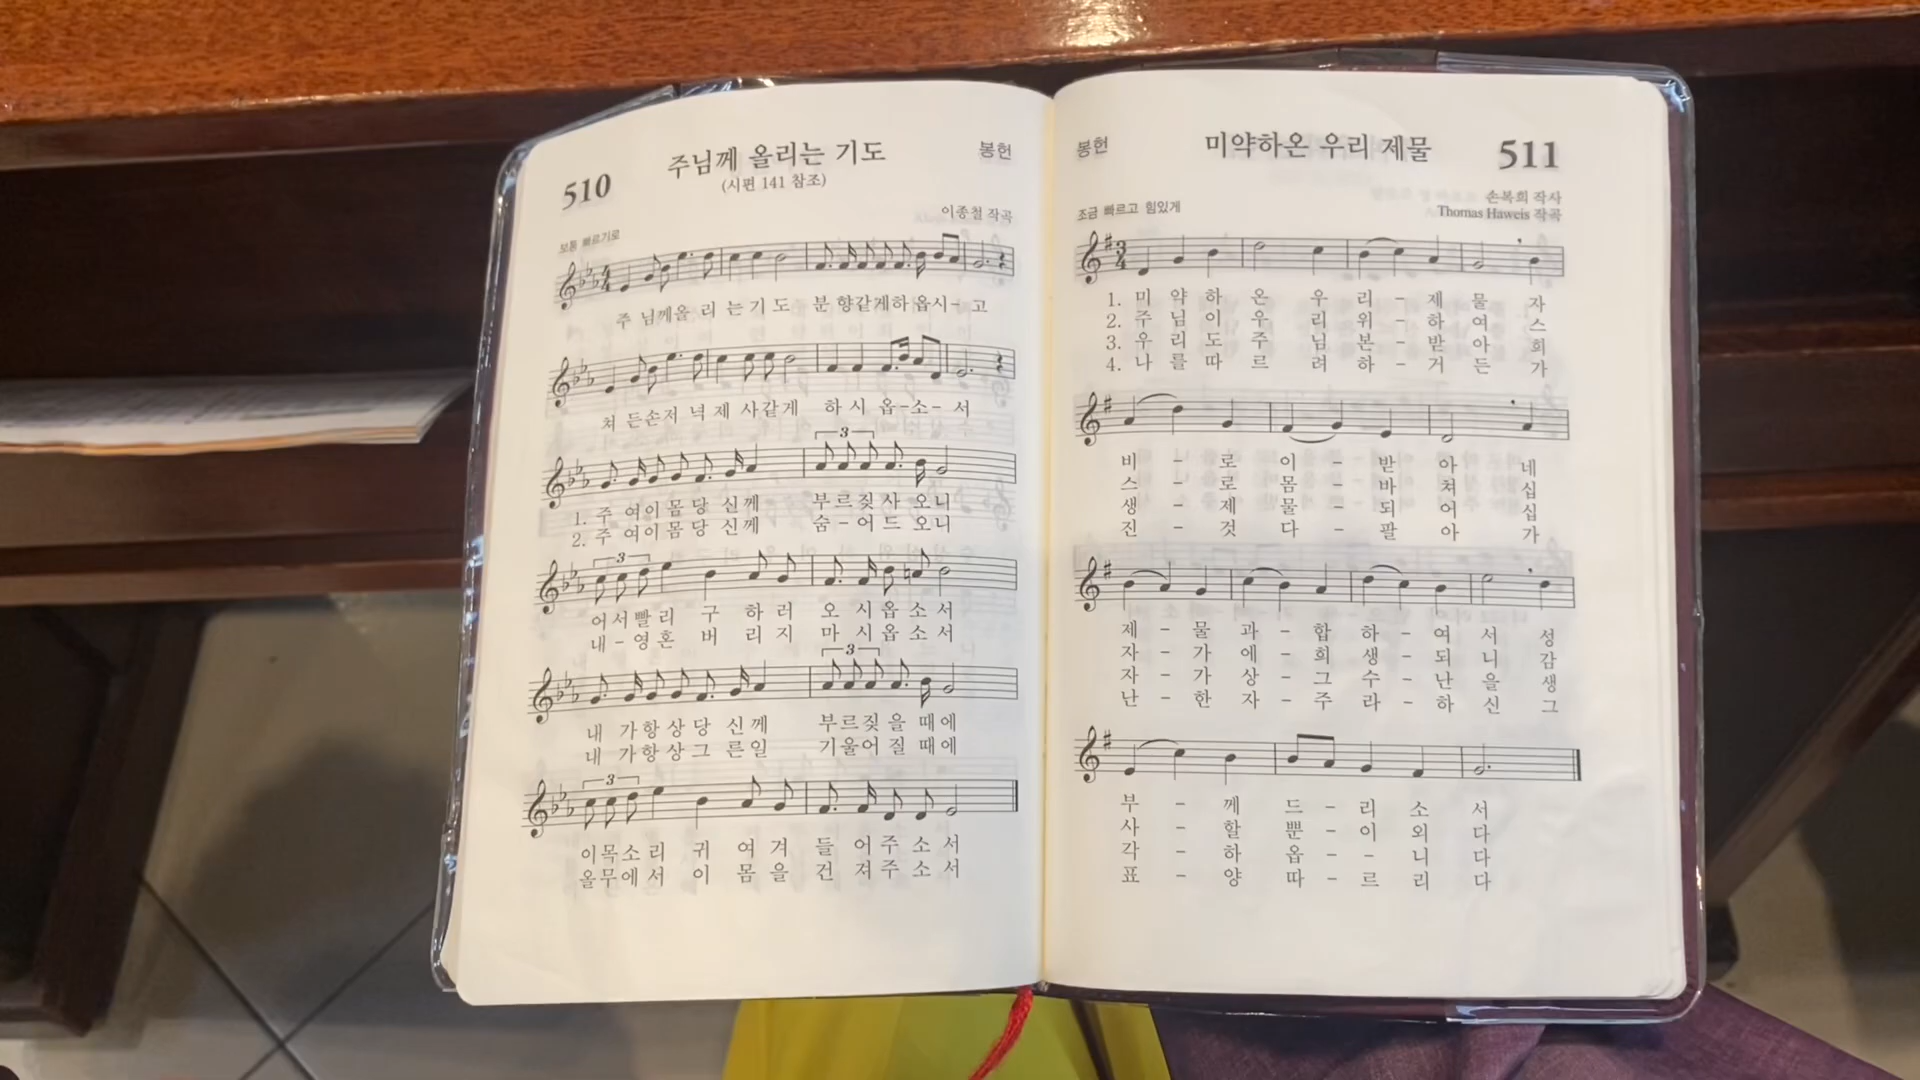 510
주님께 올리는 기도
봉헌
(시편 141 참조)
이종철 작곡
보통 빠르기로
주 님께올 리 는 기 도 분 향같게하 옵시- 고
쳐 든손저 녁 제 사같게 하 시 옵-소- 서
1. 주 여이 몸 당 신께 부르짖사 오니
2. 주 여이 몸 당 신께 숨-어드 오니
어서빨리 구 하 러 오 시옵 소 서
내-영혼 버 리 지 마 시옵 소 서
내 가항 상 당 신께 부르짖 을 때에
내 가항 상 그 른일 기울어 질 때에
이목소 리 귀 여 겨 들 어 주 소 서
올무에 서 이 몸 을 건 져 주 소 서
봉헌
미약하온 우리 제물
511
손복희 작사
조금 빠르고 힘있게
Thomas Haweis 작곡
1. 미 약 하 온 우 리 - 제 물 자
2. 주 님 이 우 리 위 - 하 여 스
3. 우 리 도 주 님 본 - 받 아 희
4. 나 를 따 르 려 하 - 거 든 가
비 - 로 이 - 받 아 네
스 - 로 몸 - 바 쳐 십
생 - 제 물 - 되 어 십
진 - 것 다 - 팔 아 가
제 - 물 과 - 합 하 - 여 서 성
자 - 가 에 - 희 생 - 되 니 감
자 - 가 상 - 그 수 - 난 을 생
난 - 한 자 - 주 라 - 하 신 그
부 - 께 드 - 리 소 서
사 - 할 뿐 - 이 외 다
각 - 하 옵 - - 니 다
표 - 양 따 - 르 리 다